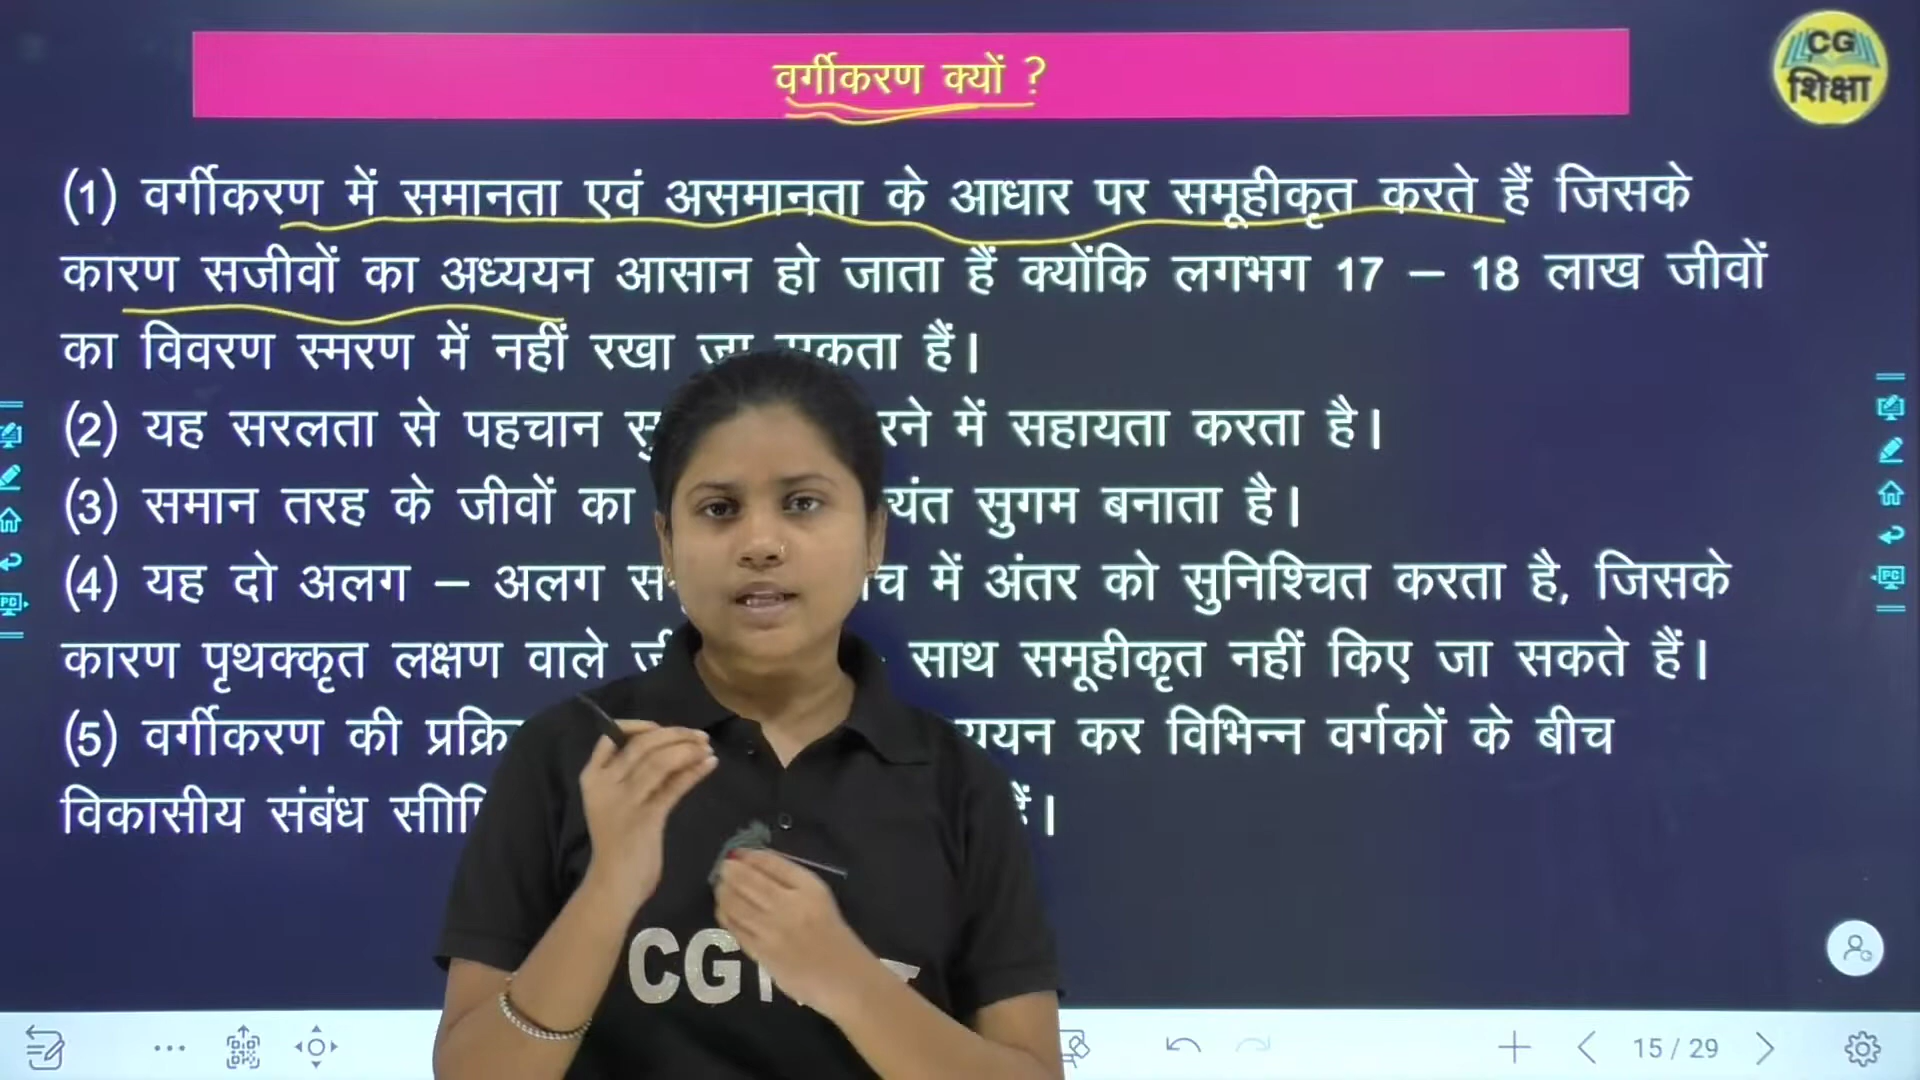 वर्गीकरण क्यों ?
CG
शिक्षा
(1) वर्गीकरण में समानता एवं असमानता के आधार पर समूहीकृत करते हैं जिसके
कारण सजीवों का अध्ययन आसान हो जाता हैं क्योंकि लगभग 17 – 18 लाख जीवों
का विवरण स्मरण में नहीं रखा जा सकता हैं।
(2) यह सरलता से पहचान में सहायता करता है।
(3) समान तरह के जीवों का सुगम बनाता है।
(4) यह दो अलग – अलग में अंतर को सुनिश्चित करता है, जिसके
कारण पृथक्कृत लक्षण वाले साथ समूहीकृत नहीं किए जा सकते हैं।
(5) वर्गीकरण की कर विभिन्न वर्गकों के बीच
विकासीय संबंध
PC
PC
CG
15 / 29